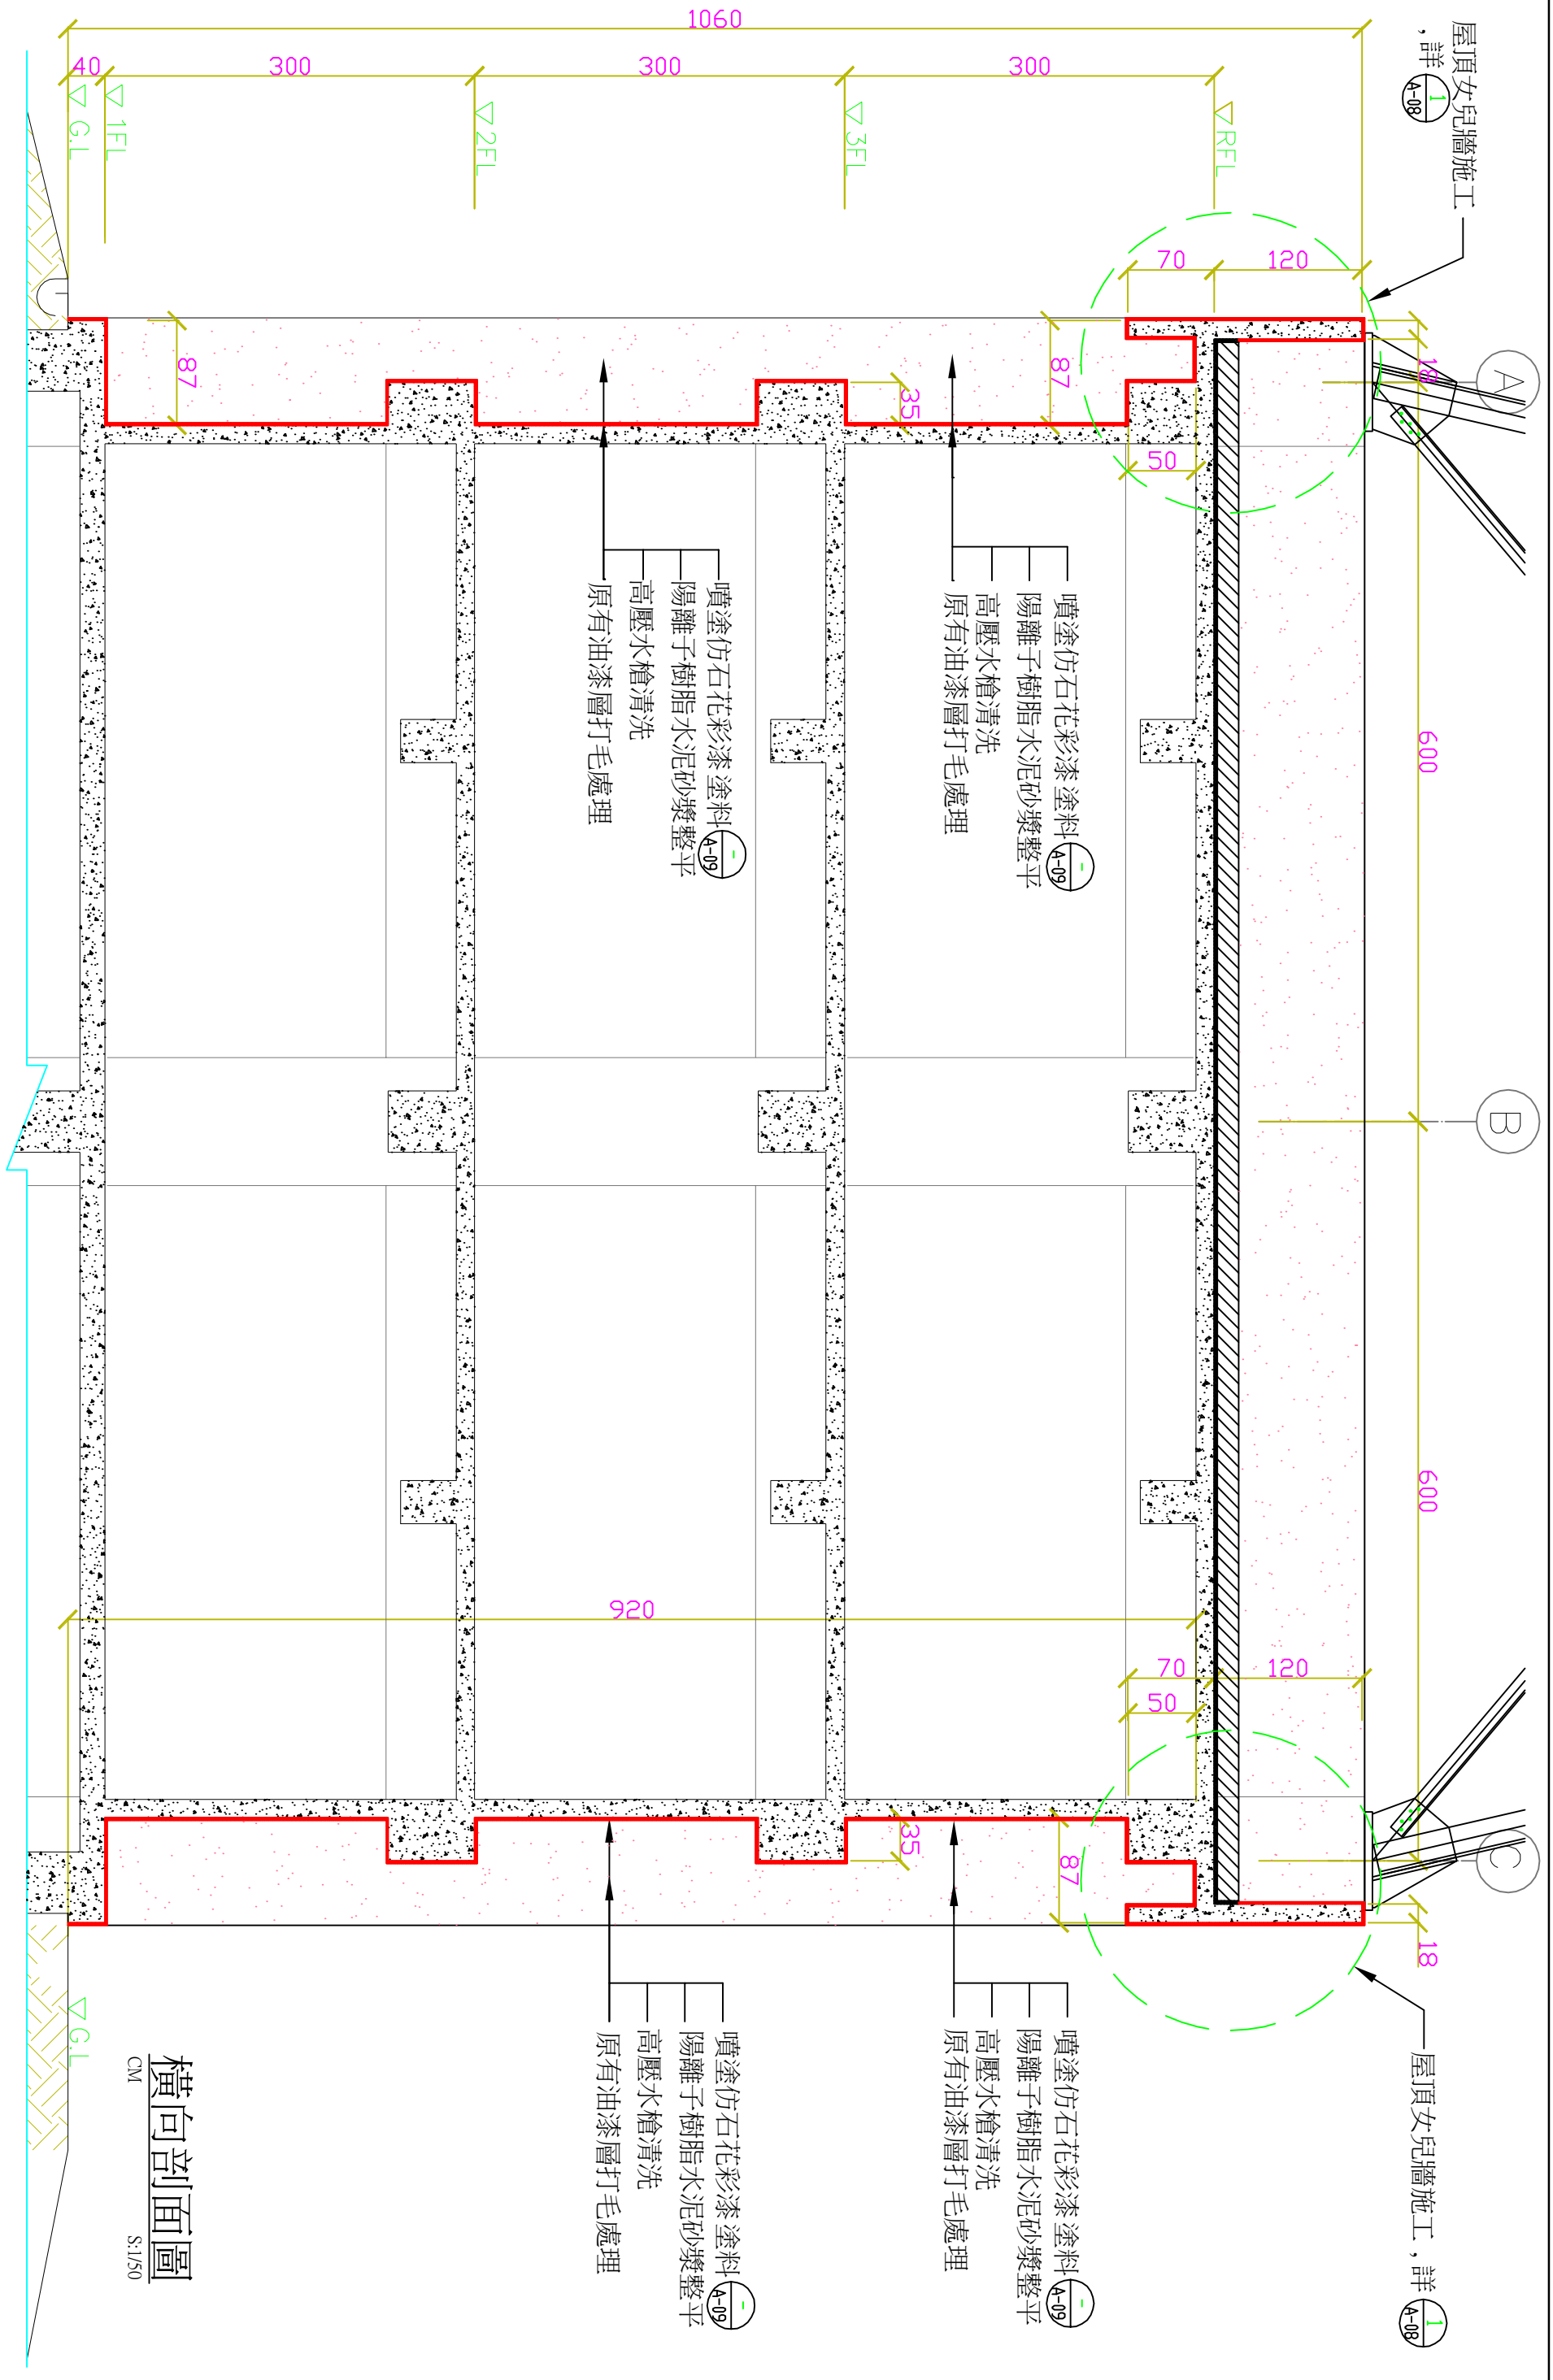 屋頂女兒牆施工
，詳
1
A-08
A
B
C
18
600
600
18
1060
40
300
300
300
▽RFL
▽3FL
▽2FL
▽1FL
▽G.L
120
70
50
87
35
87
噴塗仿石花彩漆塗料
-
A-09
陽離子樹脂水泥砂漿整平
高壓水槍清洗
原有油漆層打毛處理
噴塗仿石花彩漆塗料
-
A-09
陽離子樹脂水泥砂漿整平
高壓水槍清洗
原有油漆層打毛處理
920
120
70
50
87
35
屋頂女兒牆施工，詳
1
A-08
噴塗仿石花彩漆塗料
-
A-09
陽離子樹脂水泥砂漿整平
高壓水槍清洗
原有油漆層打毛處理
噴塗仿石花彩漆塗料
-
A-09
陽離子樹脂水泥砂漿整平
高壓水槍清洗
原有油漆層打毛處理
▽G.L
橫向剖面圖
CM
S:1/50